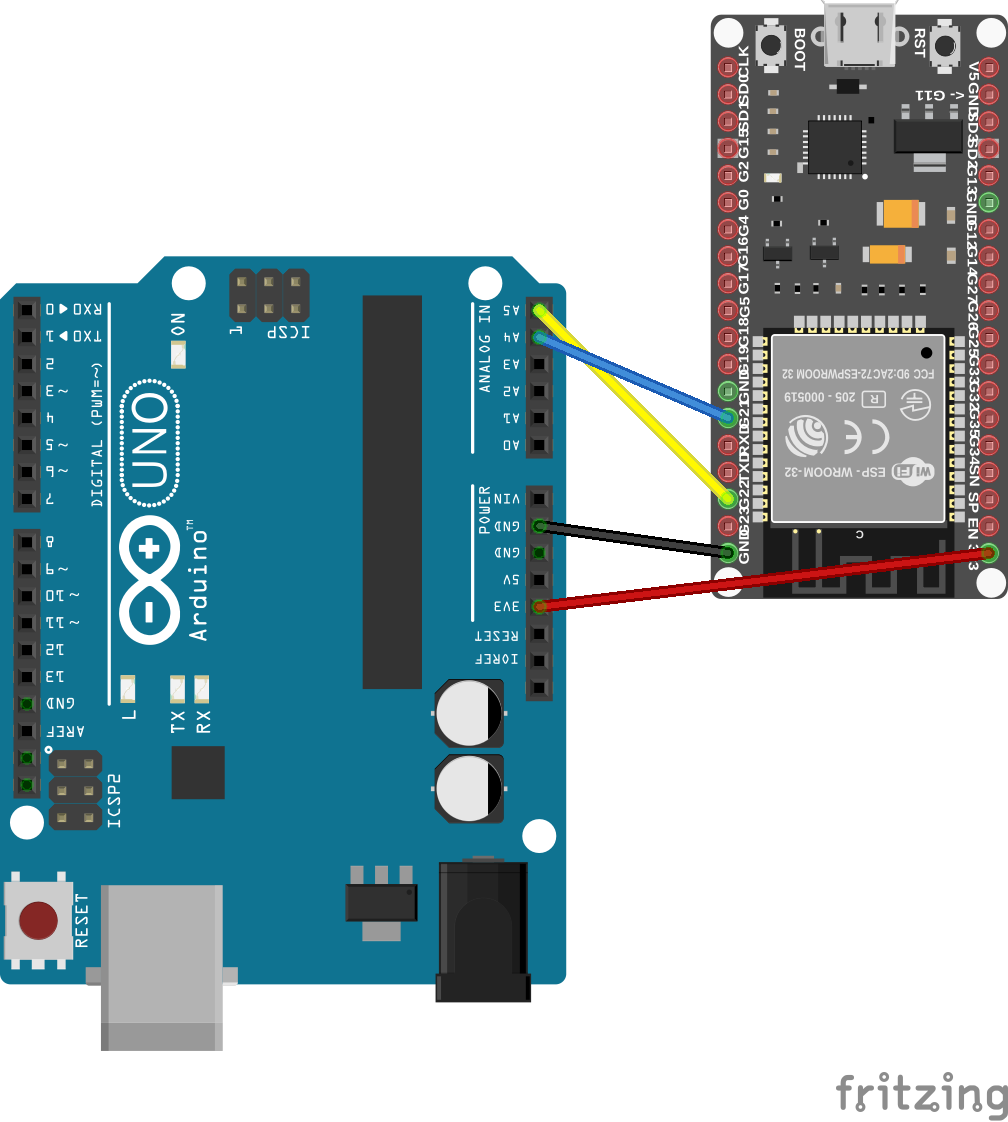 BOOT
RST
CLK
SD0
SD1
G15
G2
G0
G4
G16
G17
G5
G18
G19
GND
G21
RXD
TXD
G22
G23
GND
V5
GND
SD3
SD2
G13
GND
G12
G14
G27
G26
G25
G33
G32
G35
G34
SN
SP
EN
3V3
<- G11
FCC 9D:2AC72-ESPWROOM 32
R
205 - 000519
CE
WiFi
ESP - WROOM-32
C
RXD ◀ 0
TXD ▶ 1
2
~ 3
4
~ 5
~ 6
7
8
~ 9
~ 10
~ 11
12
13
GND
AREF
DIGITAL (PWM=~)
ON
1
ICSP
UNO
Arduino™
L
TX
RX
ICSP2
RESET
ANALOG IN
A5
A4
A3
A2
A1
A0
POWER
VIN
GND
GND
5V
3V3
RESET
IOREF
fritzing